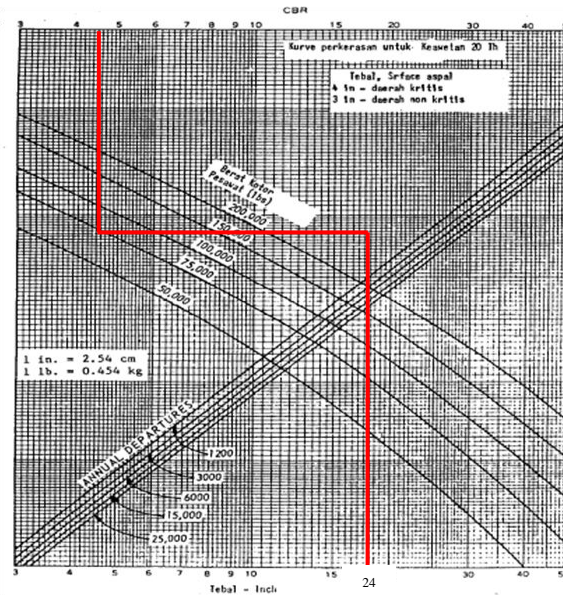 CBR
3 4 5 6 7 8 9 10 15 20 30 40
Kurve perkerasan untuk Keawetan 20 Th
Tebal, Srface aspal
4 in - daerah kritis
3 in - daerah non kritis
Berat Kotor
Pesawat (lbs)
200,000
150,000
100,000
75,000
50,000
1 in. = 2.54 cm
1 lb. = 0.454 kg
ANNUAL DEPARTURES
1200
3000
6000
15,000
25,000
3 4 5 6 7 8 9 10 15 24 30 40
Tebal - Inch